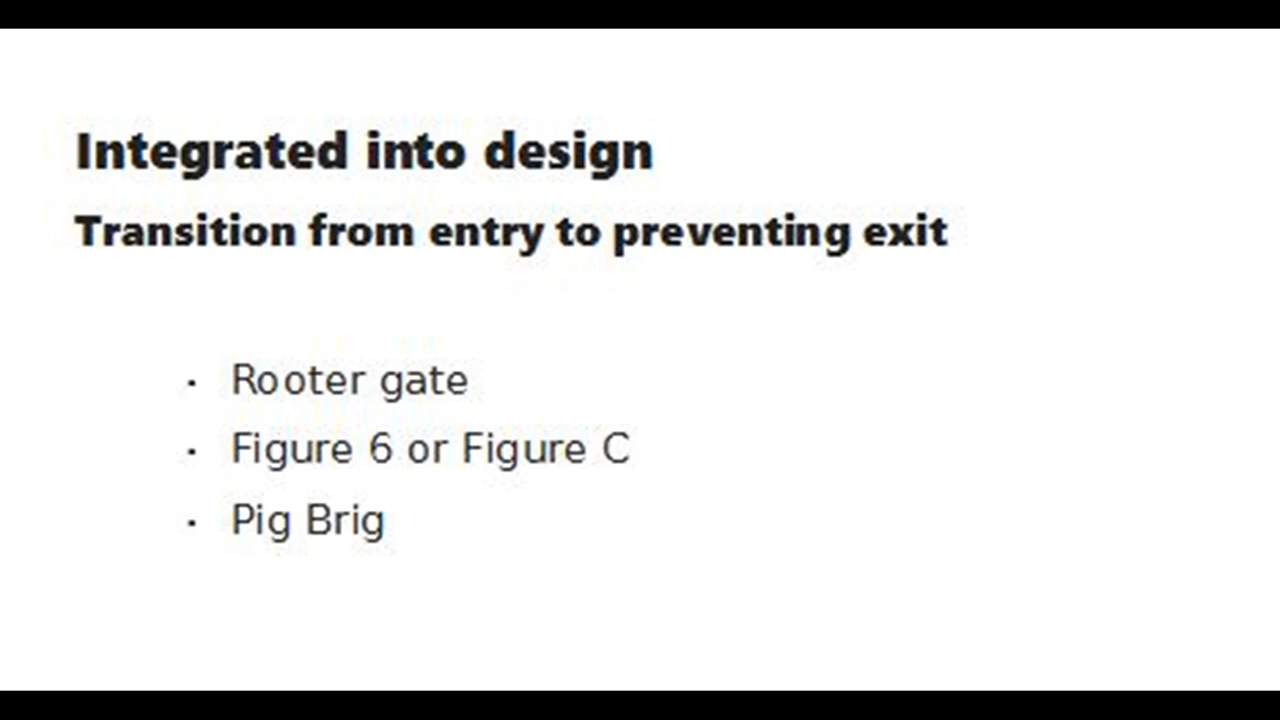 Integrated into design
Transition from entry to preventing exit
· Rooter gate
· Figure 6 or Figure C
· Pig Brig